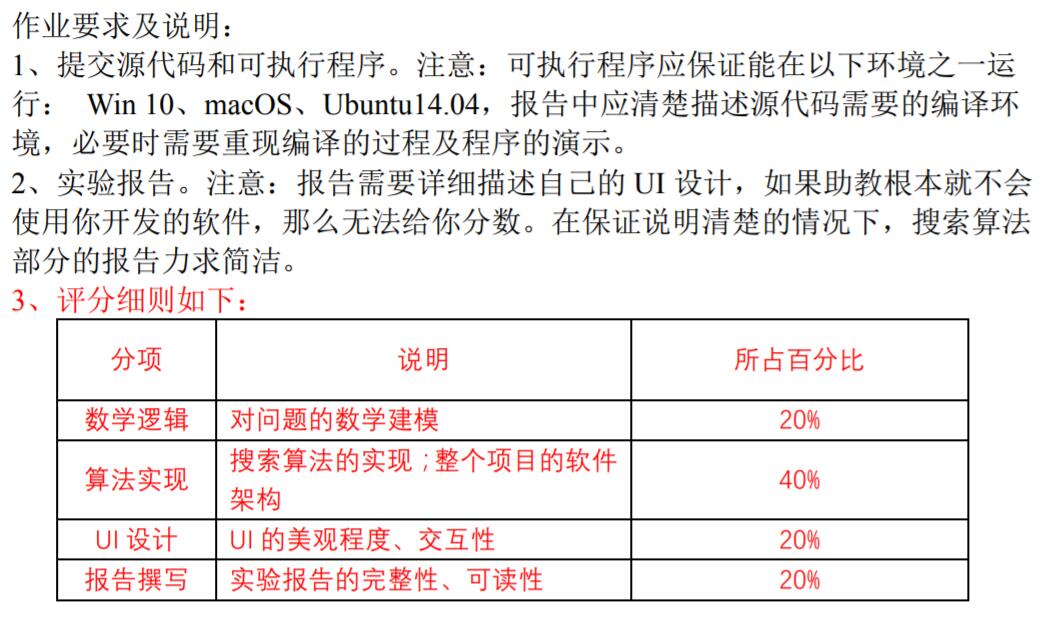 作业要求及说明：
1、提交源代码和可执行程序。注意：可执行程序应保证能在以下环境之一运
行： Win 10、macOS、Ubuntu14.04，报告中应清楚描述源代码需要的编译环
境，必要时需要重现编译的过程及程序的演示。
2、实验报告。注意：报告需要详细描述自己的 UI 设计，如果助教根本就不会
使用你开发的软件，那么无法给你分数。在保证说明清楚的情况下，搜索算法
部分的报告力求简洁。
3、评分细则如下：
分项 说明 所占百分比
数学逻辑 对问题的数学建模 20%
搜索算法的实现；整个项目的软件
算法实现 40%
架构
UI 设计 UI 的美观程度、交互性 20%
报告撰写 实验报告的完整性、可读性 20%